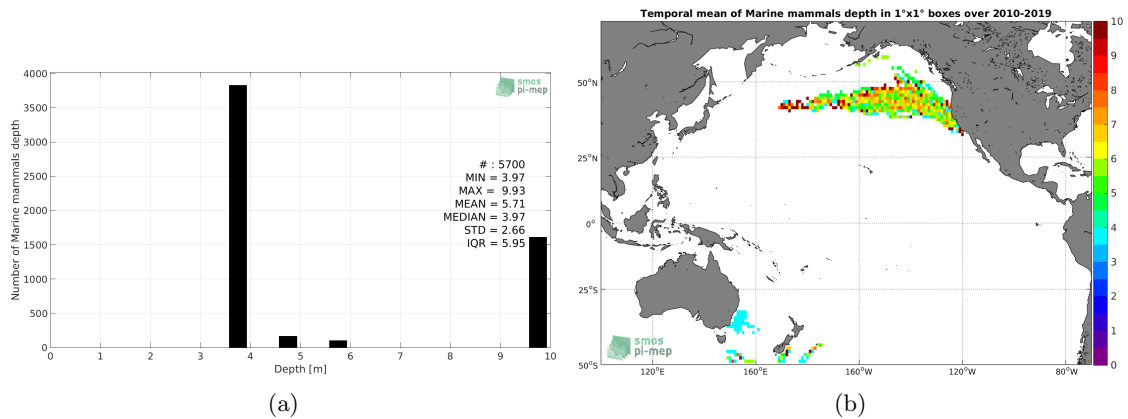 4000
3500
3000
2500
2000
1500
1000
500
0
Number of Marine mammals depth
smos
pi-mep
# : 5700
MIN = 3.97
MAX = 9.93
MEAN = 5.71
MEDIAN = 3.97
STD = 2.66
IQR = 5.95
0 1 2 3 4 5 6 7 8 9 10
Depth [m]
(a)
Temporal mean of Marine mammals depth in 1°x1° boxes over 2010-2019
50°N
25°N
0°
25°S
50°S
120°E 160°E 160°W 120°W 80°W
smos
pi-mep
10
9
8
7
6
5
4
3
2
1
0
(b)